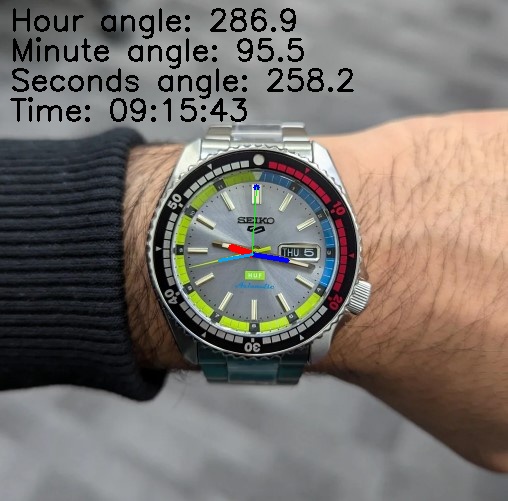 Hour angle: 286.9
Minute angle: 95.5
Seconds angle: 258.2
Time: 09:15:43
SEIKO
5
THU 5
HUF
Automatic
10
20
30
40
50